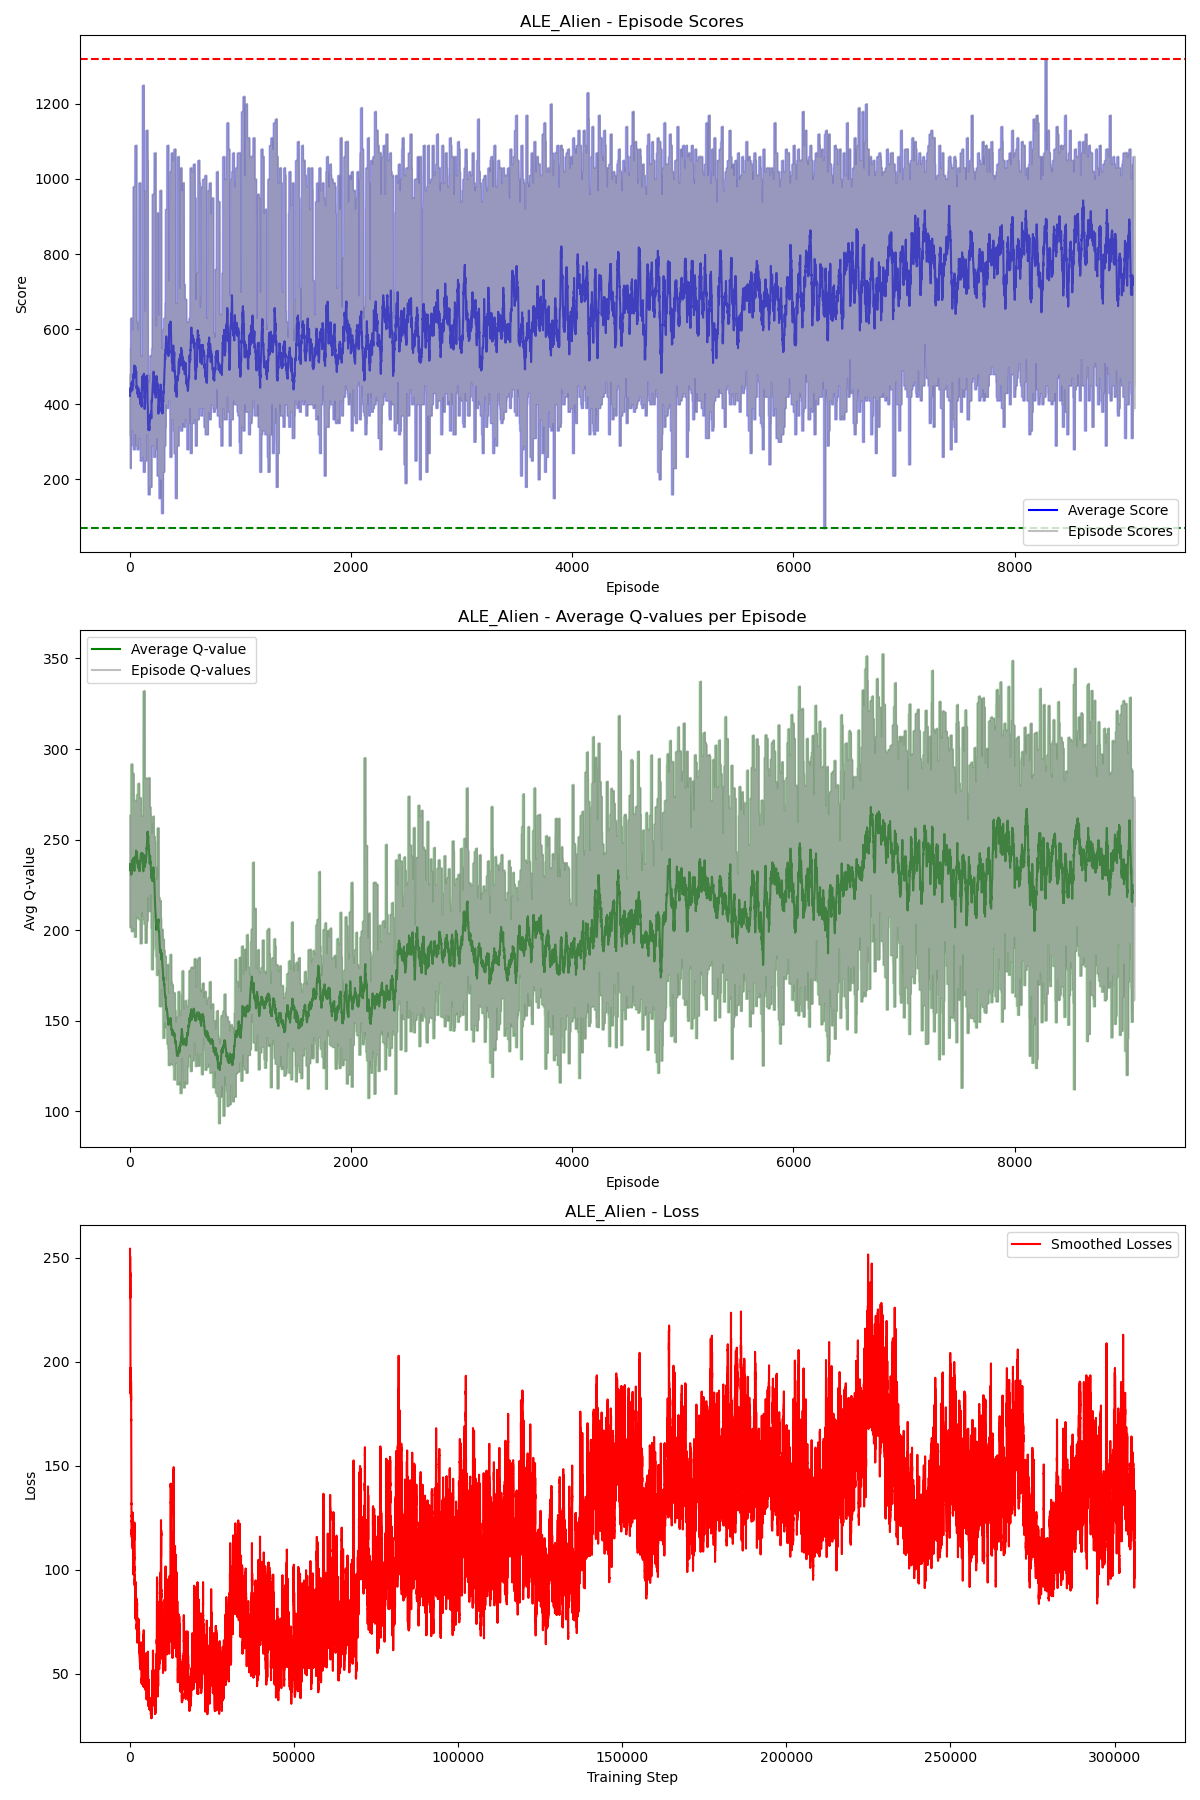 ALE_Alien - Episode Scores
Score
1200
1000
800
600
400
200
Average Score
Episode Scores
0
2000
4000
6000
8000
Episode
ALE_Alien - Average Q-values per Episode
Average Q-value
Episode Q-values
Avg Q-value
350
300
250
200
150
100
0
2000
4000
6000
8000
Episode
ALE_Alien - Loss
Smoothed Losses
Loss
250
200
150
100
50
0
50000
100000
150000
200000
250000
300000
Training Step